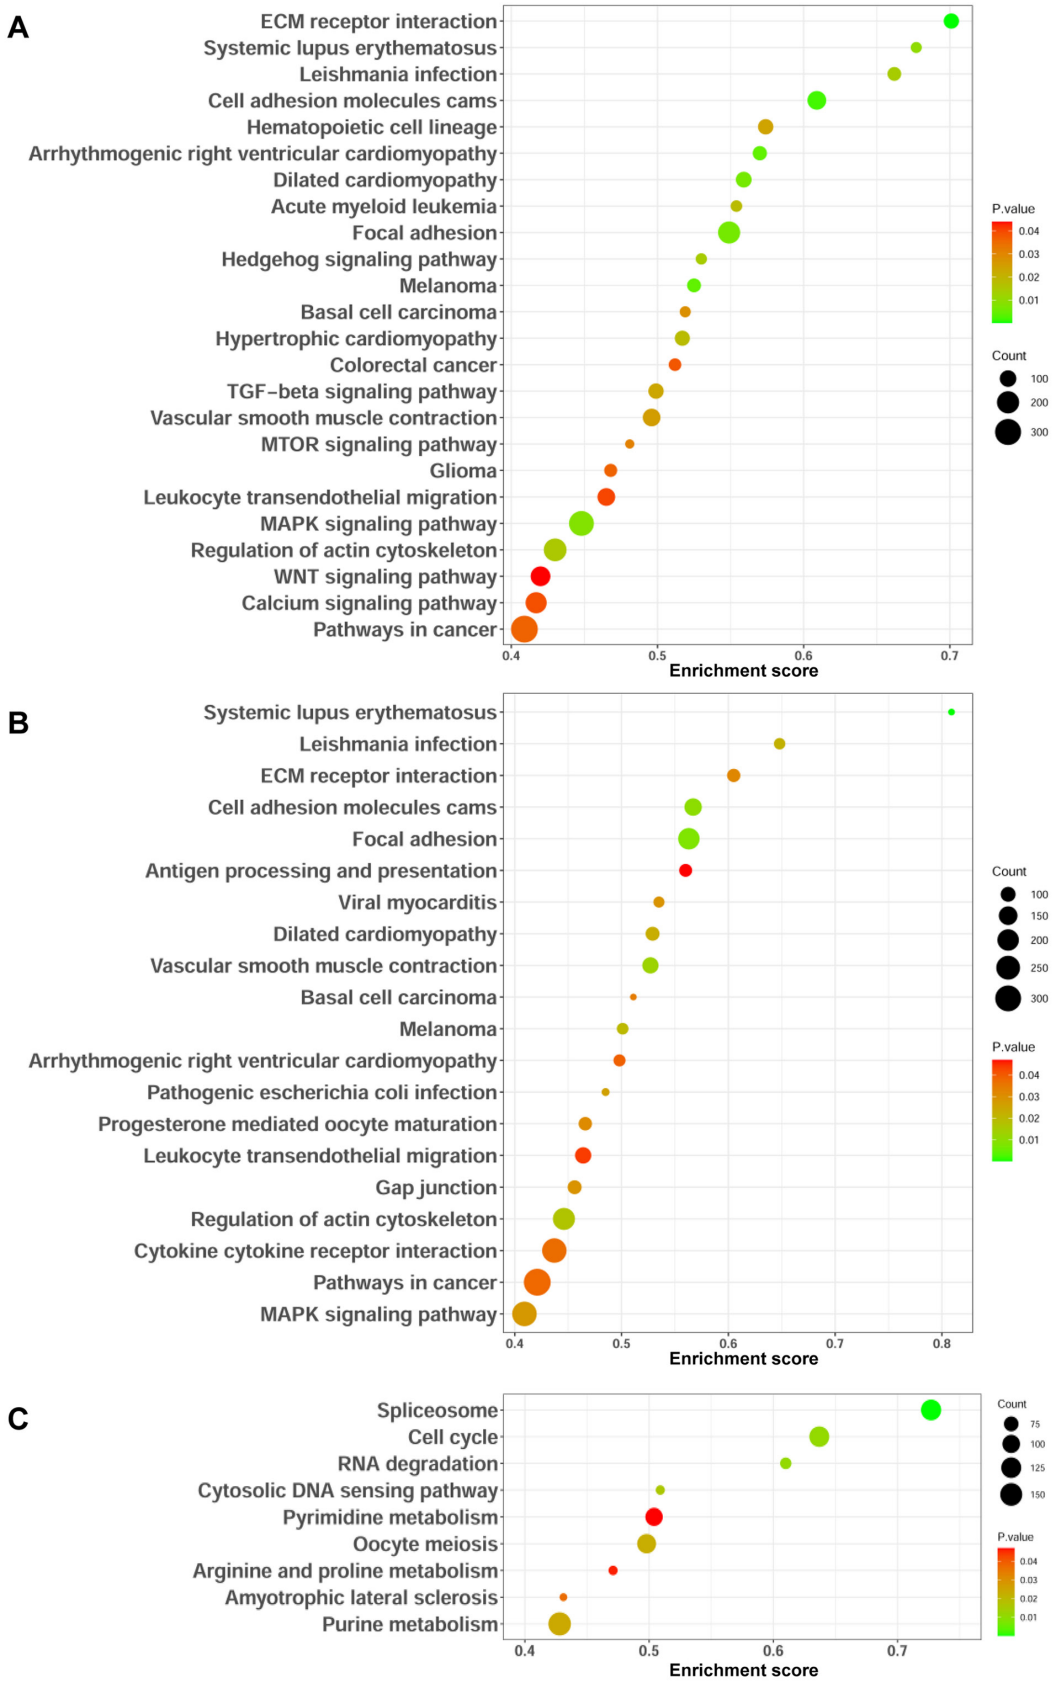 A
ECM receptor interaction
Systemic lupus erythematosus
Leishmania infection
Cell adhesion molecules cams
Hematopoietic cell lineage
Arrhythmogenic right ventricular cardiomyopathy
Dilated cardiomyopathy
Acute myeloid leukemia
Focal adhesion
Hedgehog signaling pathway
Melanoma
Basal cell carcinoma
Hypertrophic cardiomyopathy
Colorectal cancer
TGF−beta signaling pathway
Vascular smooth muscle contraction
MTOR signaling pathway
Glioma
Leukocyte transendothelial migration
MAPK signaling pathway
Regulation of actin cytoskeleton
WNT signaling pathway
Calcium signaling pathway
Pathways in cancer
0.4 0.5 0.6 0.7
Enrichment score
P.value
0.04
0.03
0.02
0.01
Count
100
200
300
B
Systemic lupus erythematosus
Leishmania infection
ECM receptor interaction
Cell adhesion molecules cams
Focal adhesion
Antigen processing and presentation
Viral myocarditis
Dilated cardiomyopathy
Vascular smooth muscle contraction
Basal cell carcinoma
Melanoma
Arrhythmogenic right ventricular cardiomyopathy
Pathogenic escherichia coli infection
Progesterone mediated oocyte maturation
Leukocyte transendothelial migration
Gap junction
Regulation of actin cytoskeleton
Cytokine cytokine receptor interaction
Pathways in cancer
MAPK signaling pathway
0.4 0.5 0.6 0.7 0.8
Enrichment score
Count
100
150
200
250
300
P.value
0.04
0.03
0.02
0.01
C
Spliceosome
Cell cycle
RNA degradation
Cytosolic DNA sensing pathway
Pyrimidine metabolism
Oocyte meiosis
Arginine and proline metabolism
Amyotrophic lateral sclerosis
Purine metabolism
0.4 0.5 0.6 0.7
Enrichment score
Count
75
100
125
150
P.value
0.04
0.03
0.02
0.01